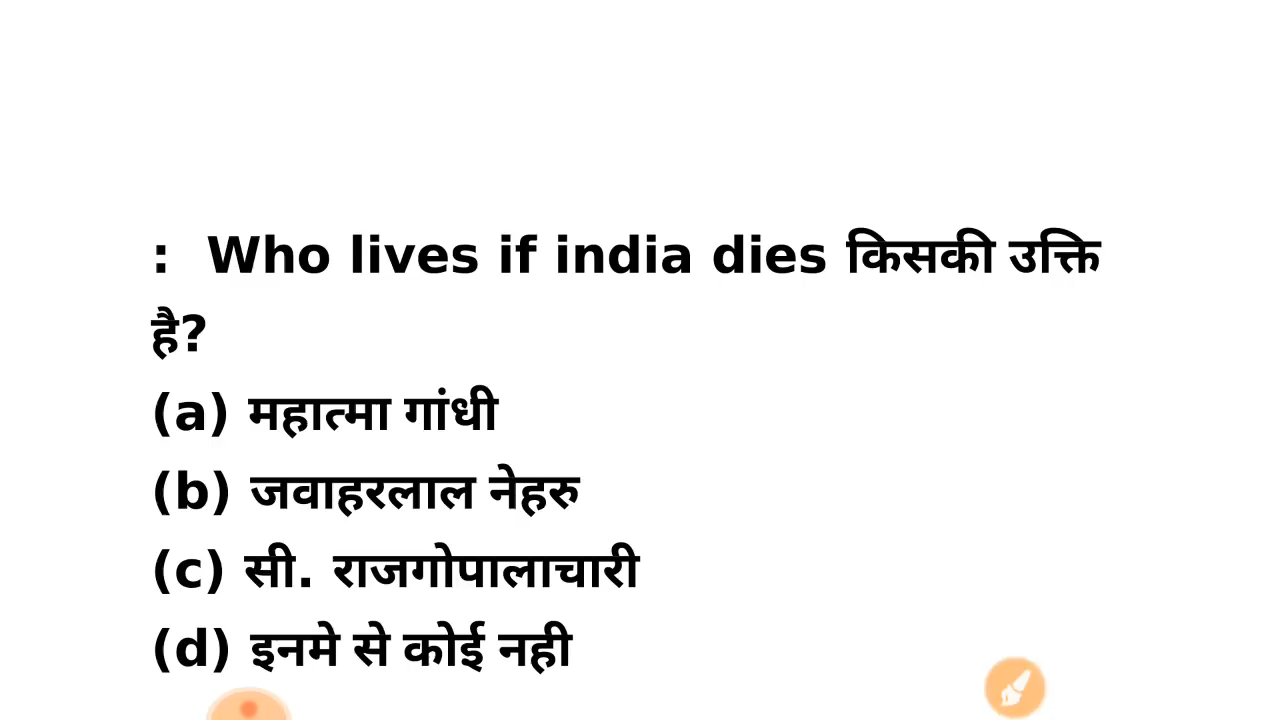 :  Who lives if india dies किसकी उक्ति
है?
(a) महात्मा गांधी
(b) जवाहरलाल नेहरु
(c) सी. राजगोपालाचारी
(d) इनमे से कोई नही